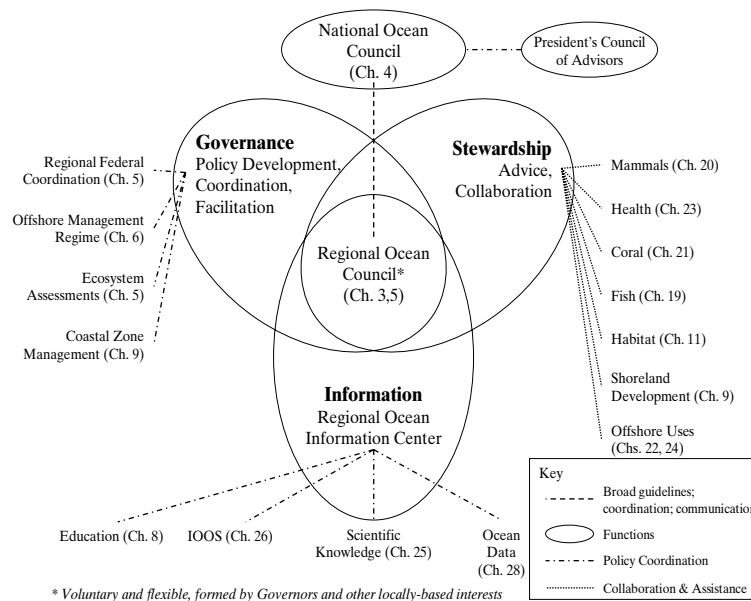 National Ocean
Council
(Ch. 4)
President's Council
of Advisors
Governance
Policy Development,
Coordination,
Facilitation
Stewardship
Advice,
Collaboration
Regional Federal
Coordination (Ch. 5)
Offshore Management
Regime (Ch. 6)
Ecosystem
Assessments (Ch. 5)
Coastal Zone
Management (Ch. 9)
Regional Ocean
Council*
(Ch. 3,5)
Mammals (Ch. 20)
Health (Ch. 23)
Coral (Ch. 21)
Fish (Ch. 19)
Habitat (Ch. 11)
Shoreland
Development (Ch. 9)
Offshore Uses
(Chs. 22, 24)
Information
Regional Ocean
Information Center
Education (Ch. 8)
IOOS (Ch. 26)
Scientific
Knowledge (Ch. 25)
Ocean
Data
(Ch. 28)
Key
Broad guidelines;
coordination; communication
Functions
Policy Coordination
Collaboration & Assistance
* Voluntary and flexible, formed by Governors and other locally-based interests